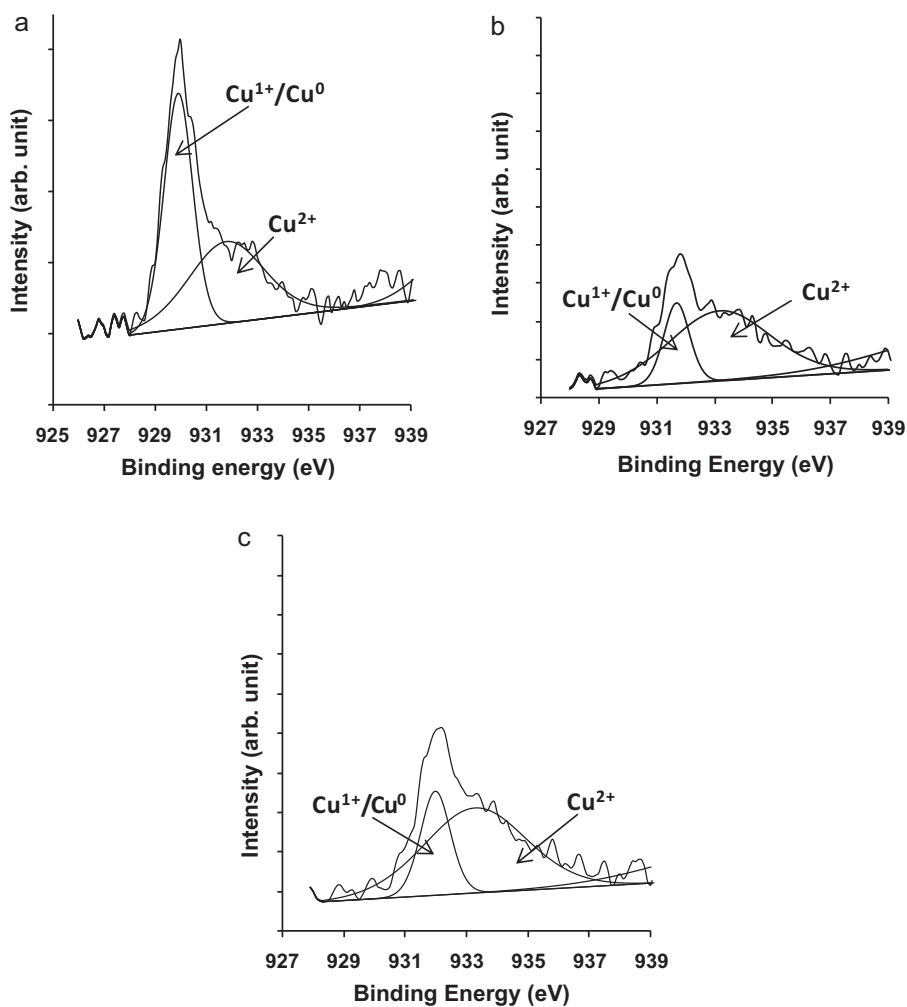 a
Intensity (arb. unit)
Cu¹⁺/Cu⁰
Cu²⁺
925 927 929 931 933 935 937 939
Binding energy (eV)
b
Intensity (arb. unit)
Cu¹⁺/Cu⁰
Cu²⁺
927 929 931 933 935 937 939
Binding Energy (eV)
c
Intensity (arb. unit)
Cu¹⁺/Cu⁰
Cu²⁺
927 929 931 933 935 937 939
Binding Energy (eV)